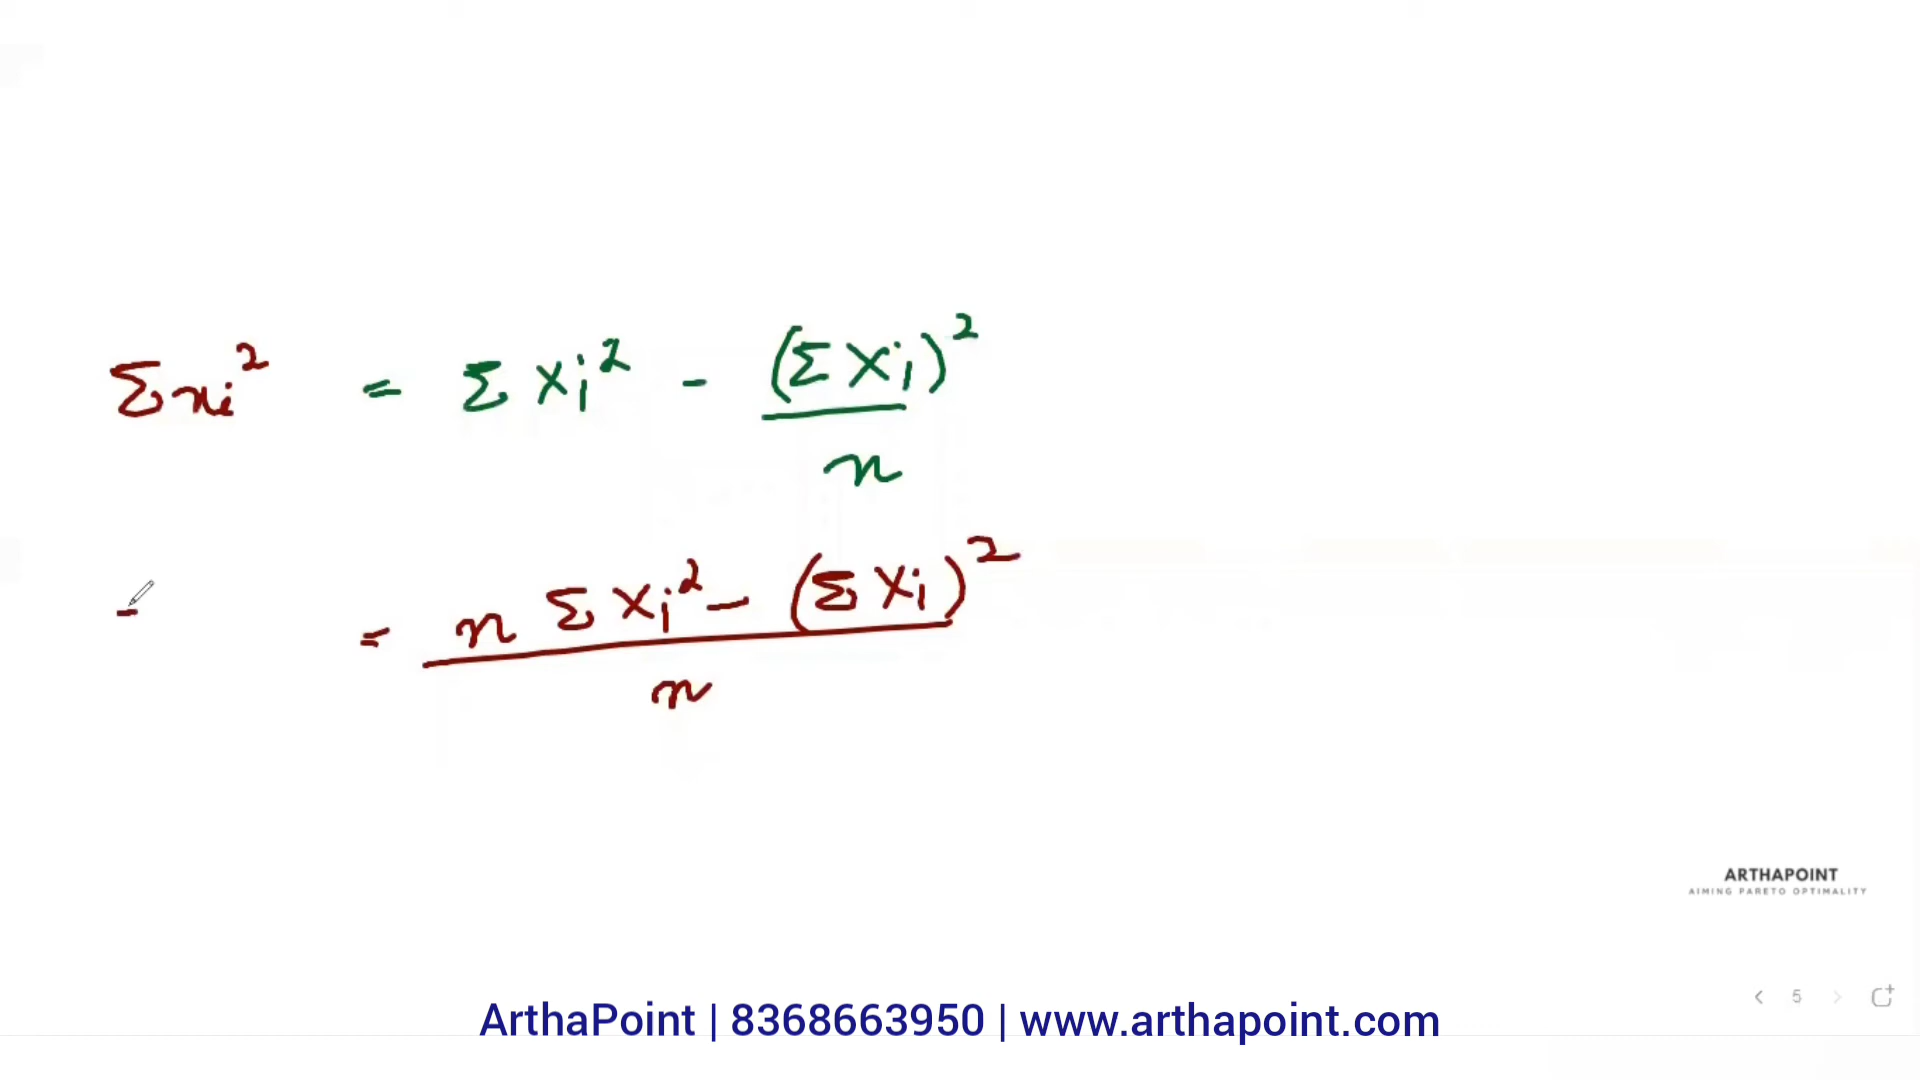 Σxi² = ΣXi² - (ΣXi)² / n
= nΣXi² - (ΣXi)² / n
ARTHAPOINT
AIMING PARETO OPTIMALITY
< 5 >
ArthaPoint | 8368663950 | www.arthapoint.com